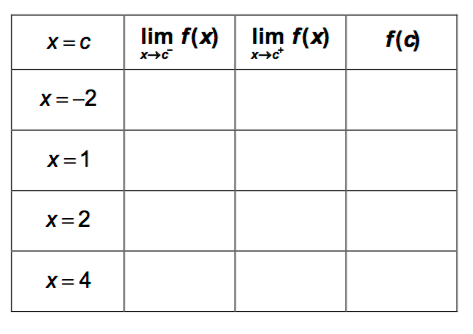 x = c lim x→c⁻ f(x) lim x→c⁺ f(x) f(c)
x = –2
x = 1
x = 2
x = 4